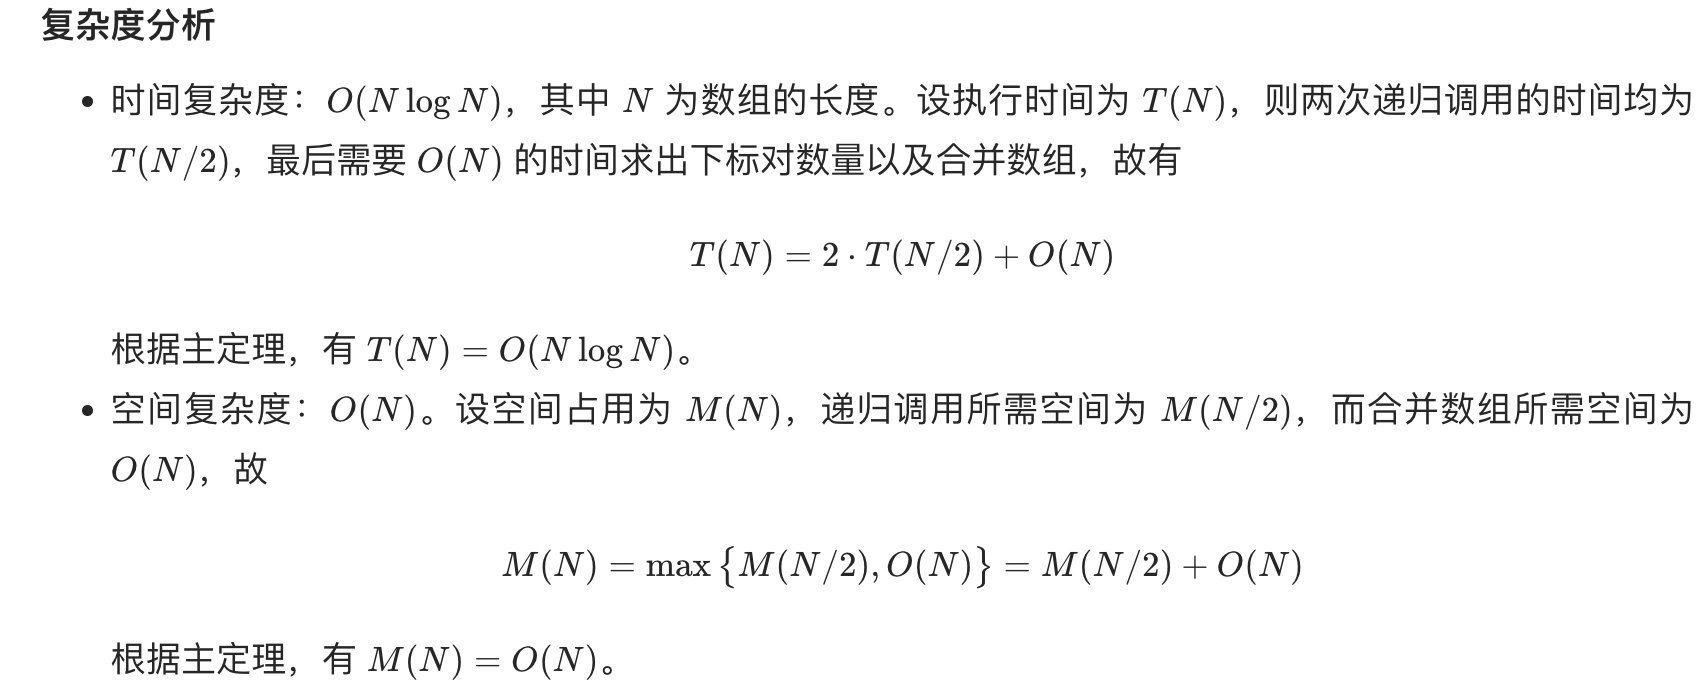 复杂度分析
• 时间复杂度：O(N log N)，其中 N 为数组的长度。设执行时间为 T(N)，则两次递归调用的时间均为
T(N/2)，最后需要 O(N) 的时间求出下标对数量以及合并数组，故有
T(N) = 2 · T(N/2) + O(N)
根据主定理，有 T(N) = O(N log N)。
• 空间复杂度：O(N)。设空间占用为 M(N)，递归调用所需空间为 M(N/2)，而合并数组所需空间为
O(N)，故
M(N) = max {M(N/2), O(N)} = M(N/2) + O(N)
根据主定理，有 M(N) = O(N)。